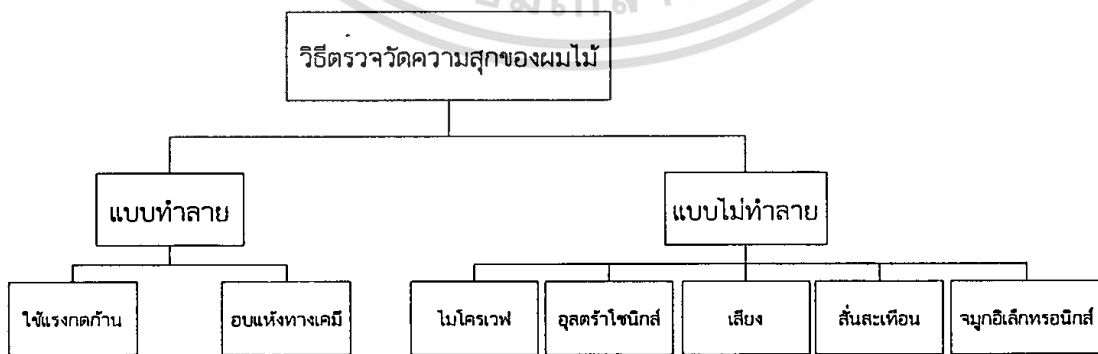 วิธีตรวจวัดความสุกของผมไม้
แบบทำลาย
แบบไม่ทำลาย
ใช้แรงกดก้าน
อบแห้งทางเคมี
ไมโครเวฟ
อุลตร้าโซนิกส์
เสียง
สั่นสะเทือน
จมูกอิเล็กทรอนิกส์